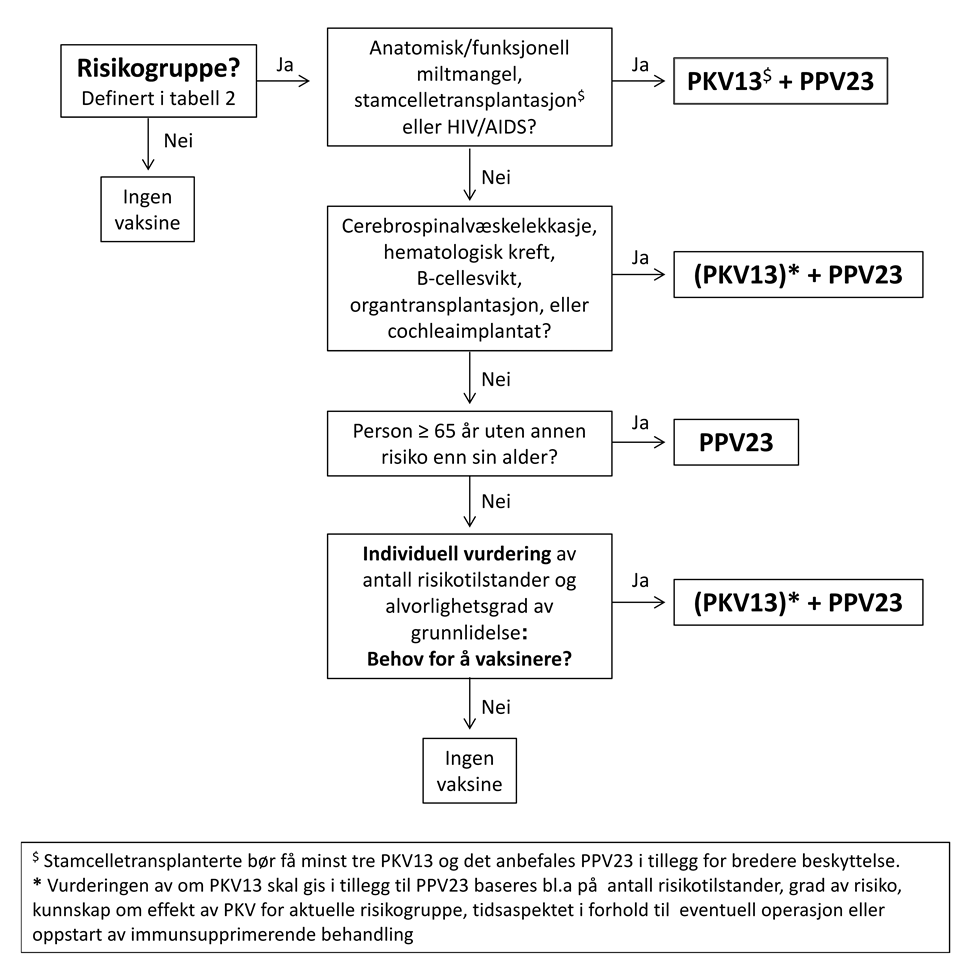 Risikogruppe?
Definert i tabell 2
Ja
Anatomisk/funksjonell
miltmangel,
stamcelletransplantasjon$
eller HIV/AIDS?
Ja
PKV13$ + PPV23
Nei
Ingen
vaksine
Nei
Cerebrospinalvæskelekkasje,
hematologisk kreft,
B-cellesvikt,
organtransplantasjon, eller
cochleaimplantat?
Ja
(PKV13)* + PPV23
Nei
Person ≥ 65 år uten annen
risiko enn sin alder?
Ja
PPV23
Nei
Individuell vurdering av
antall risikotilstander og
alvorlighetsgrad av
grunnlidelse:
Behov for å vaksinere?
Ja
(PKV13)* + PPV23
Nei
Ingen
vaksine
$ Stamcelletransplanterte bør få minst tre PKV13 og det anbefales PPV23 i tillegg for bredere beskyttelse.
* Vurderingen av om PKV13 skal gis i tillegg til PPV23 baseres bl.a på antall risikotilstander, grad av risiko,
kunnskap om effekt av PKV for aktuelle risikogruppe, tidsaspektet i forhold til eventuell operasjon eller
oppstart av immunsupprimerende behandling